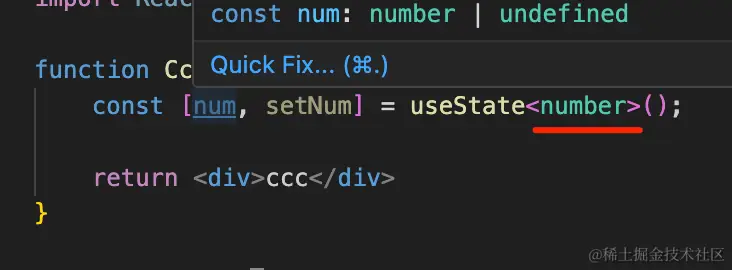 import Reac
const num: number | undefined
Quick Fix... (⌘.)
function Cc
const [num, setNum] = useState<number>();
return <div>ccc</div>
}
@稀土掘金技术社区